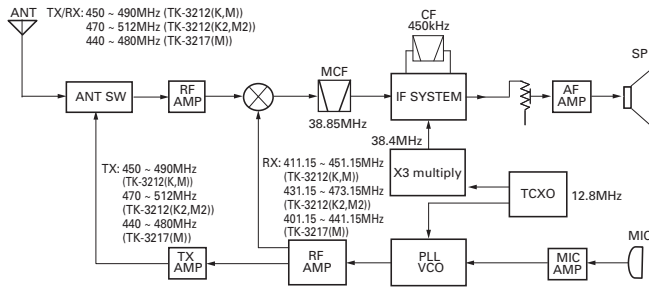 ANT TX/RX: 450 ~ 490MHz (TK-3212(K,M))
470 ~ 512MHz (TK-3212(K2,M2))
440 ~ 480MHz (TK-3217(M))
CF
450kHz
SP
ANT SW
RF
AMP
MCF
38.85MHz
IF SYSTEM
AF
AMP
38.4MHz
X3 multiply
TCXO
12.8MHz
TX: 450 ~ 490MHz
(TK-3212(K,M))
470 ~ 512MHz
(TK-3212(K2,M2))
440 ~ 480MHz
(TK-3217(M))
RX: 411.15 ~ 451.15MHz
(TK-3212(K,M))
431.15 ~ 473.15MHz
(TK-3212(K2,M2))
401.15 ~ 441.15MHz
(TK-3217(M))
TX
AMP
RF
AMP
PLL
VCO
MIC
AMP
MIC